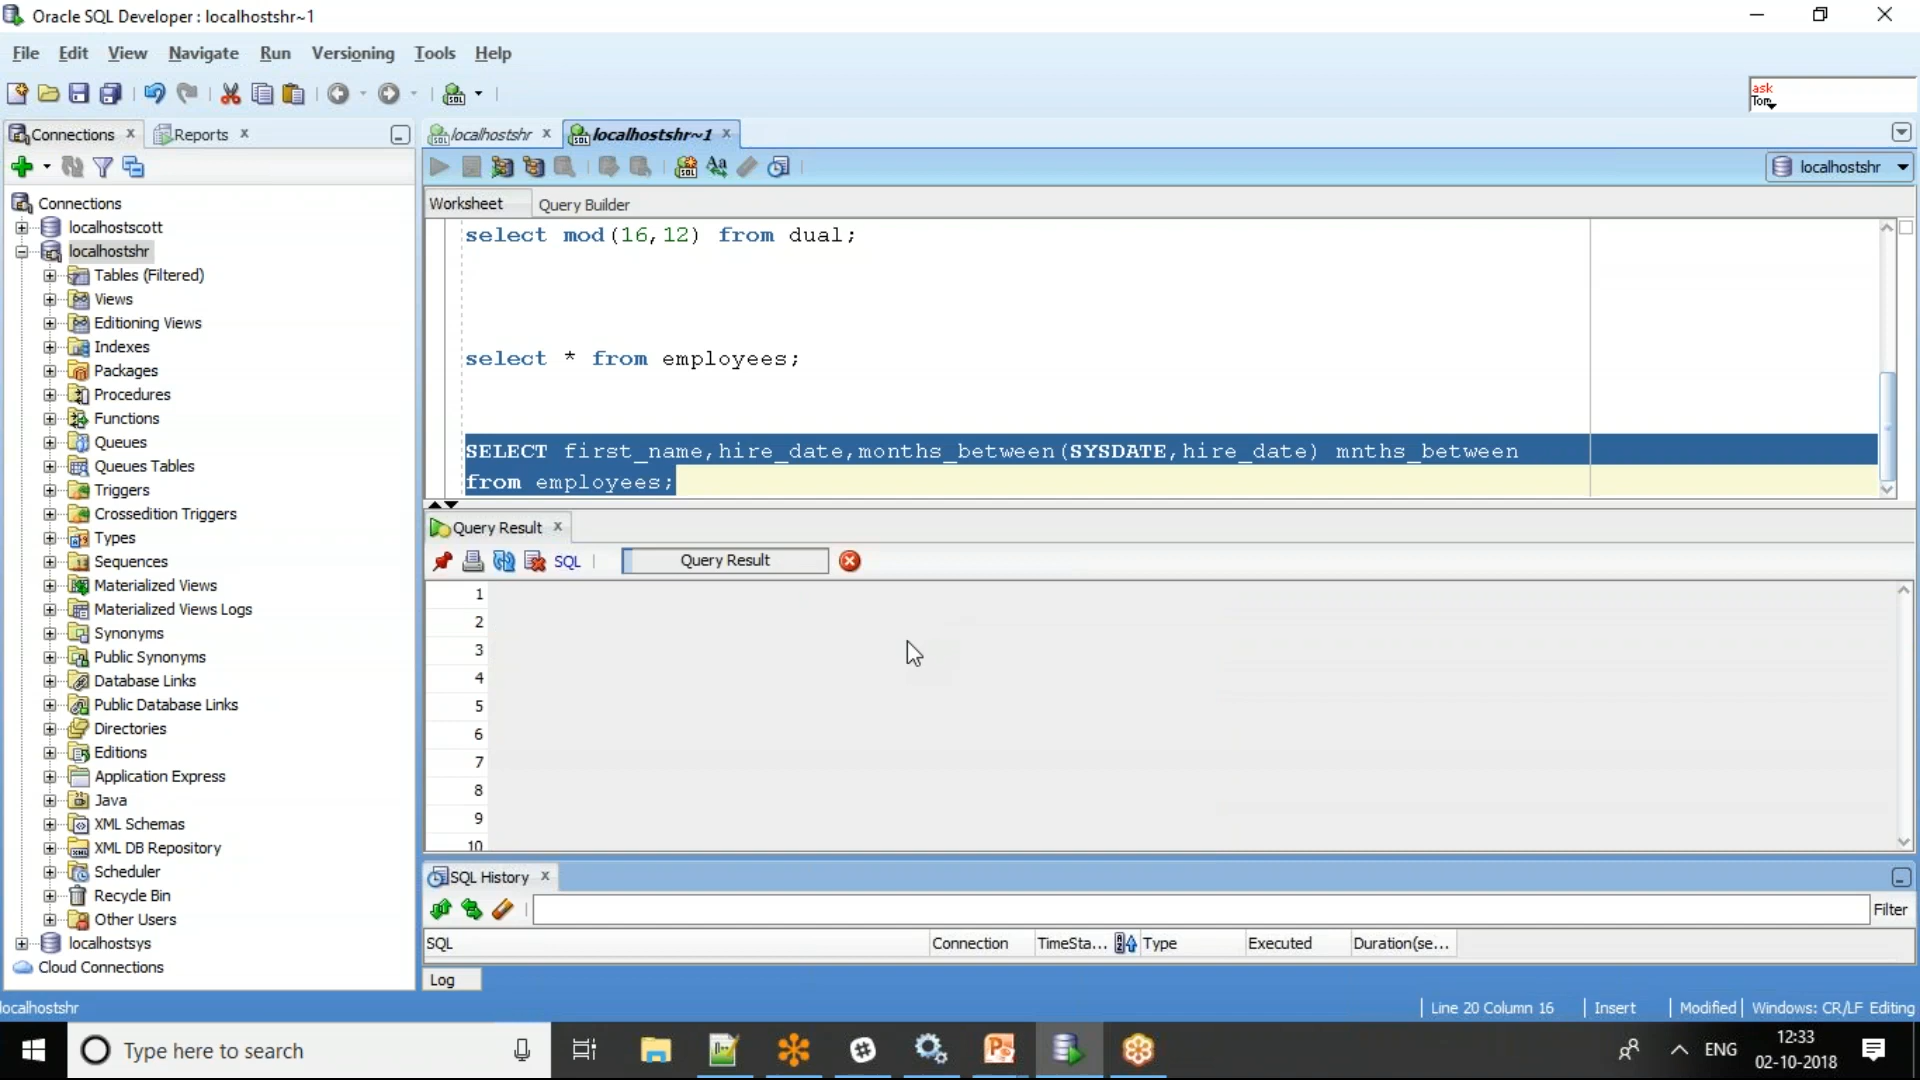 Oracle SQL Developer : localhostshr~1
File Edit View Navigate Run Versioning Tools Help
ask
Tom
Connections x Reports x
localhostshr x localhostshr~1 x
localhostshr
Worksheet Query Builder
Connections
localhostscott
localhostshr
Tables (Filtered)
Views
Editioning Views
Indexes
Packages
Procedures
Functions
Queues
Queues Tables
Triggers
Crossedition Triggers
Types
Sequences
Materialized Views
Materialized Views Logs
Synonyms
Public Synonyms
Database Links
Public Database Links
Directories
Editions
Application Express
Java
XML Schemas
XML DB Repository
Scheduler
Recycle Bin
Other Users
localhostsys
Cloud Connections
select mod(16,12) from dual;
select * from employees;
SELECT first_name,hire_date,months_between(SYSDATE,hire_date) mnths_between
from employees;
Query Result x
SQL Query Result
1
2
3
4
5
6
7
8
9
10
SQL History x
Filter
SQL Connection TimeSta... Type Executed Duration(se...
Log
localhostshr
Line 20 Column 16 Insert Modified Windows: CR/LF Editing
Type here to search
ENG
12:33
02-10-2018